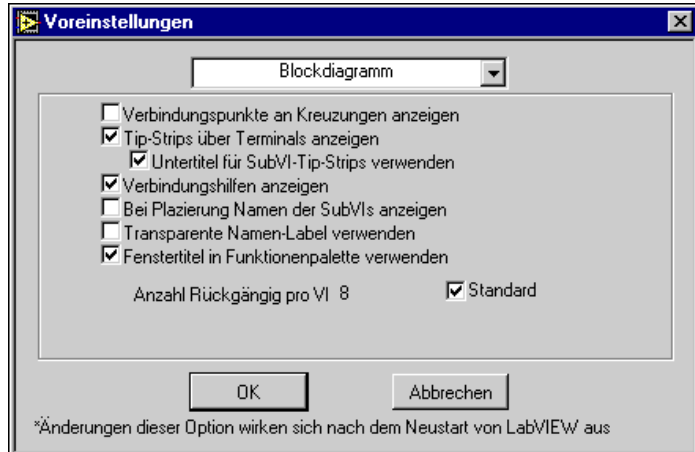 Voreinstellungen
Blockdiagramm
Verbindungspunkte an Kreuzungen anzeigen
Tip-Strips über Terminals anzeigen
Untertitel für SubVI-Tip-Strips verwenden
Verbindungshilfen anzeigen
Bei Plazierung Namen der SubVIs anzeigen
Transparente Namen-Label verwenden
Fenstertitel in Funktionenpalette verwenden
Anzahl Rückgängig pro VI 8 Standard
OK Abbrechen
*Änderungen dieser Option wirken sich nach dem Neustart von LabVIEW aus